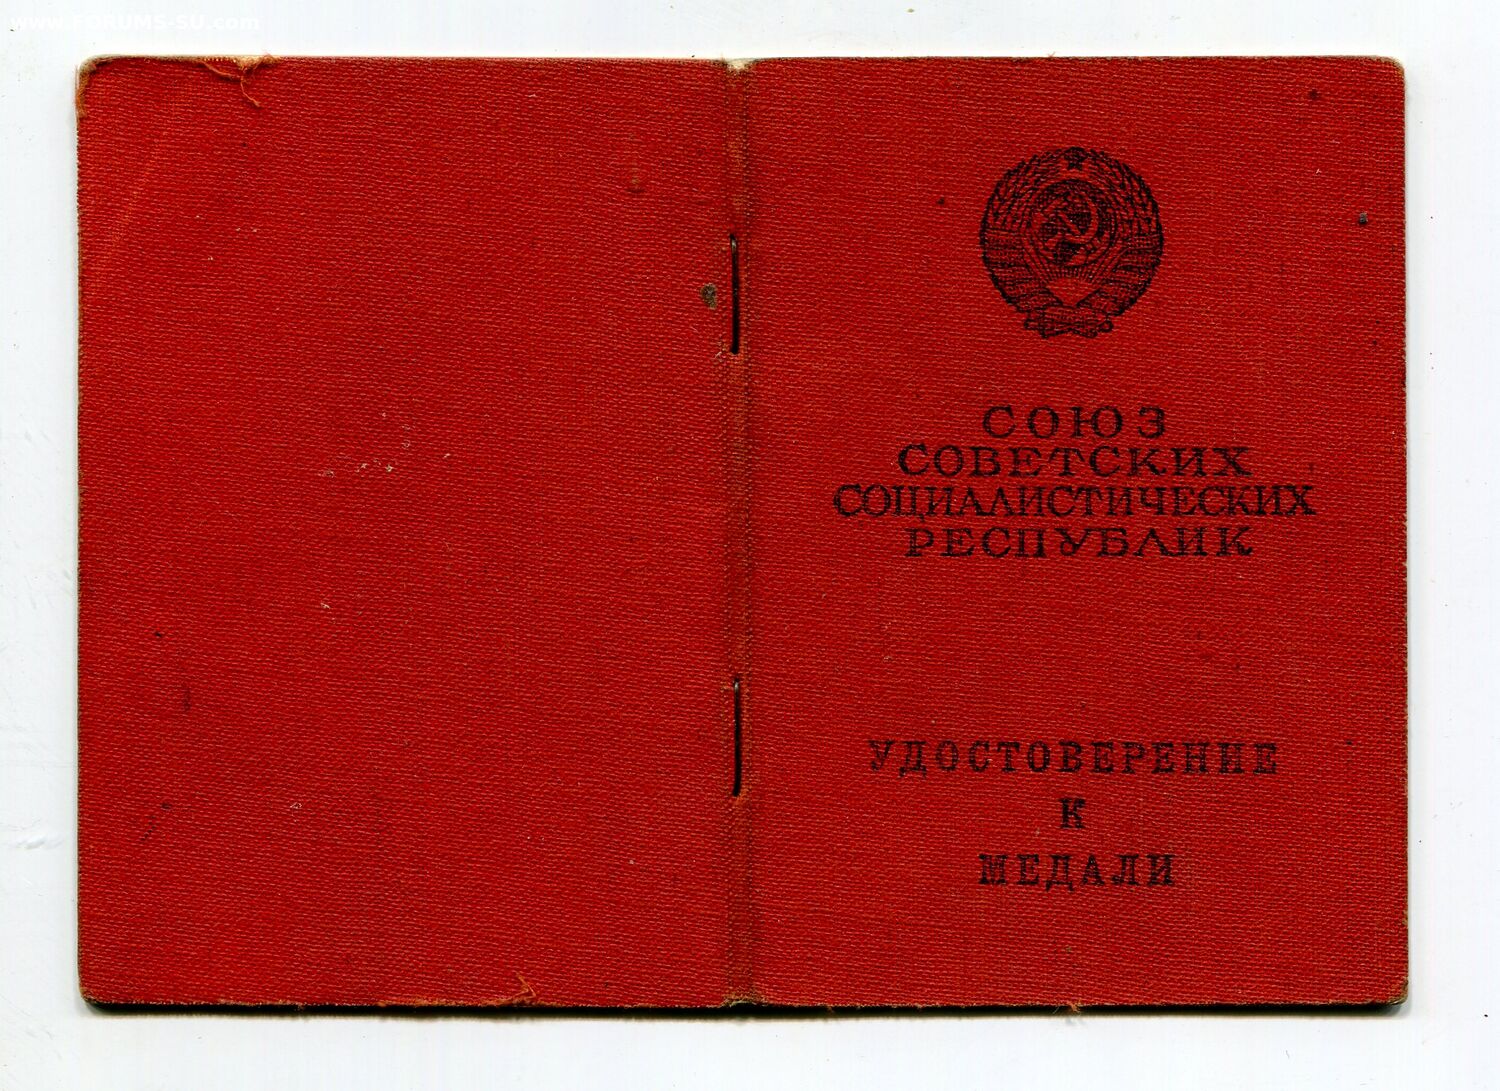 www.FORUMS-SU.com
СОЮЗ
СОВЕТСКИХ
СОЦИАЛИСТИЧЕСКИХ
РЕСПУБЛИК
УДОСТОВЕРЕНИЕ
К
МЕДАЛИ